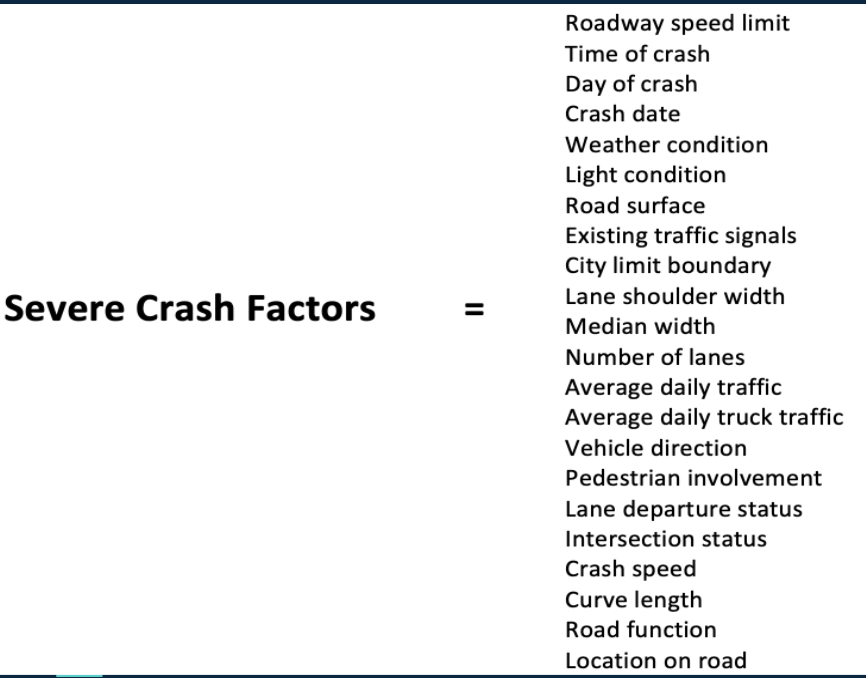 Severe Crash Factors =
Roadway speed limit
Time of crash
Day of crash
Crash date
Weather condition
Light condition
Road surface
Existing traffic signals
City limit boundary
Lane shoulder width
Median width
Number of lanes
Average daily traffic
Average daily truck traffic
Vehicle direction
Pedestrian involvement
Lane departure status
Intersection status
Crash speed
Curve length
Road function
Location on road